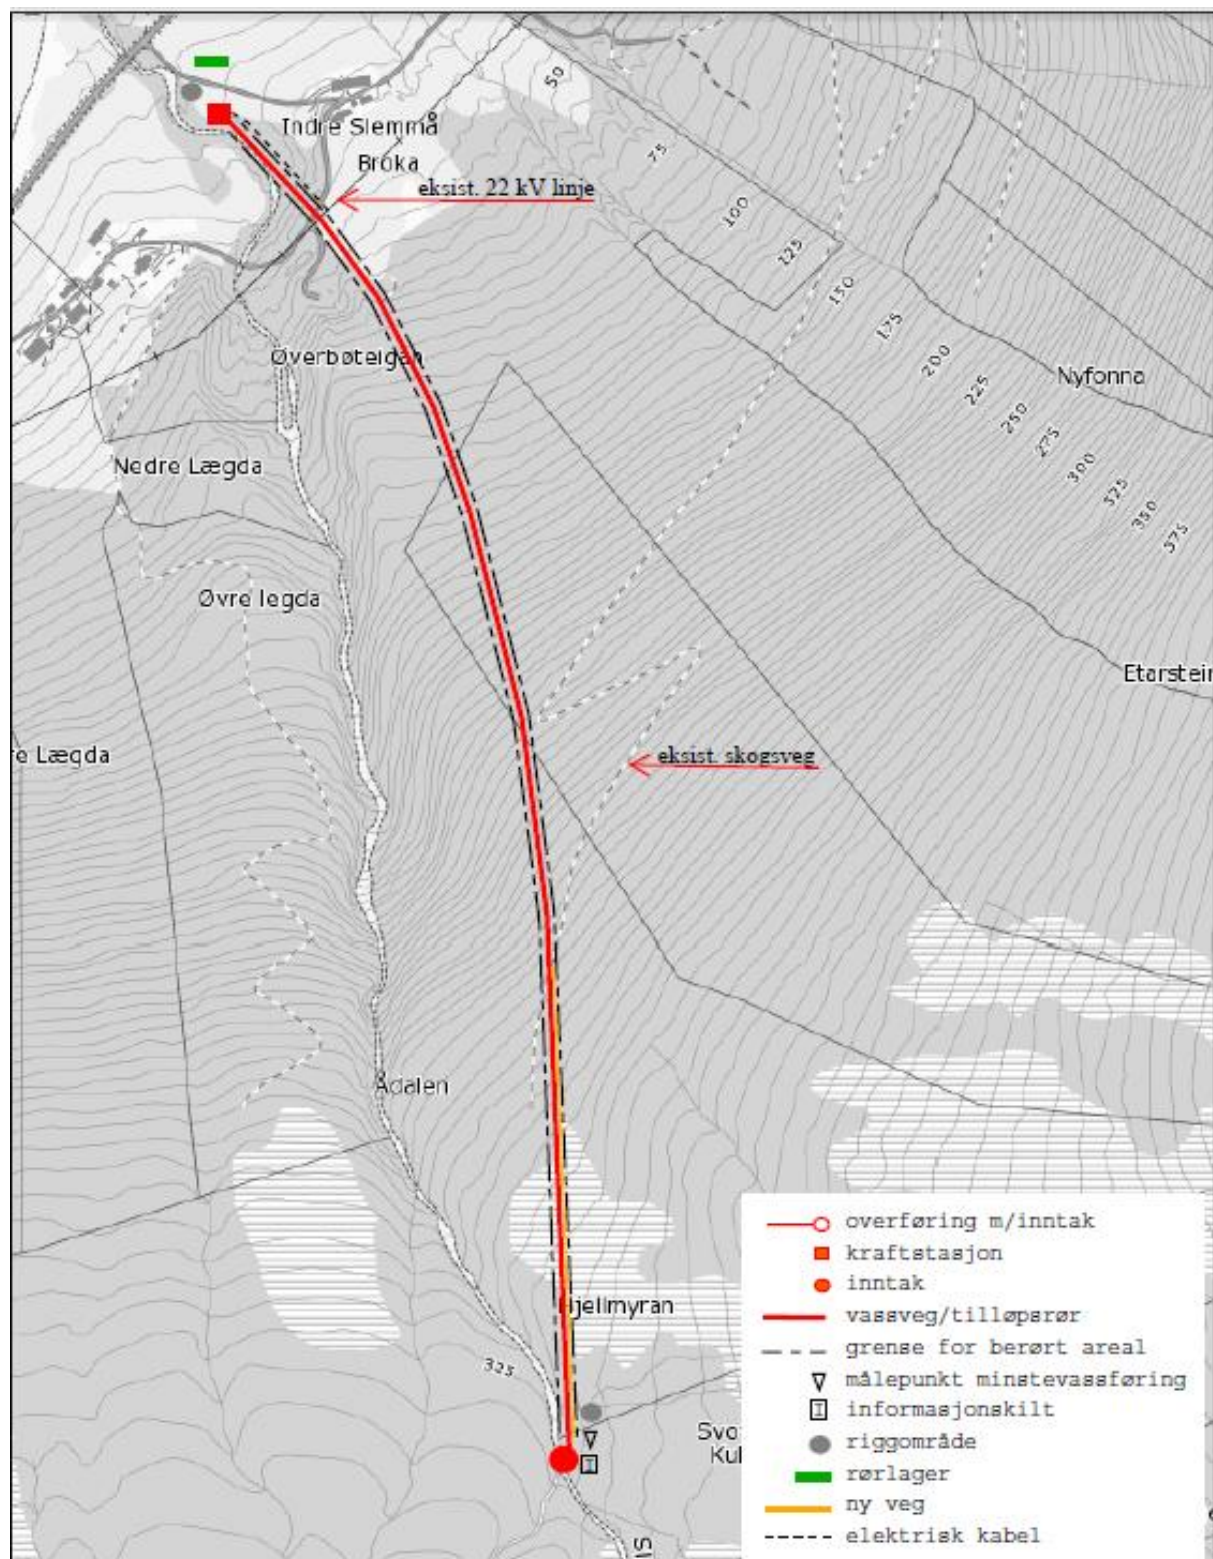 50
Indre Slemmå
Bróka
75
eksist. 22 kV linje
100
125
150
175
200
225
250
275
300
325
350
375
Nyfonna
Øverbøteigan
Nedre Lægda
Øvre legda
Etarstein
re Lægda
eksist. skogsveg
Ådalen
jellmyran
325
Svo
Kul
overføring m/inntak
kraftstasjon
inntak
vassveg/tilløpsrør
grense for berørt areal
målepunkt minstevassføring
I informasjonskilt
riggområde
rørlager
ny veg
elektrisk kabel
I